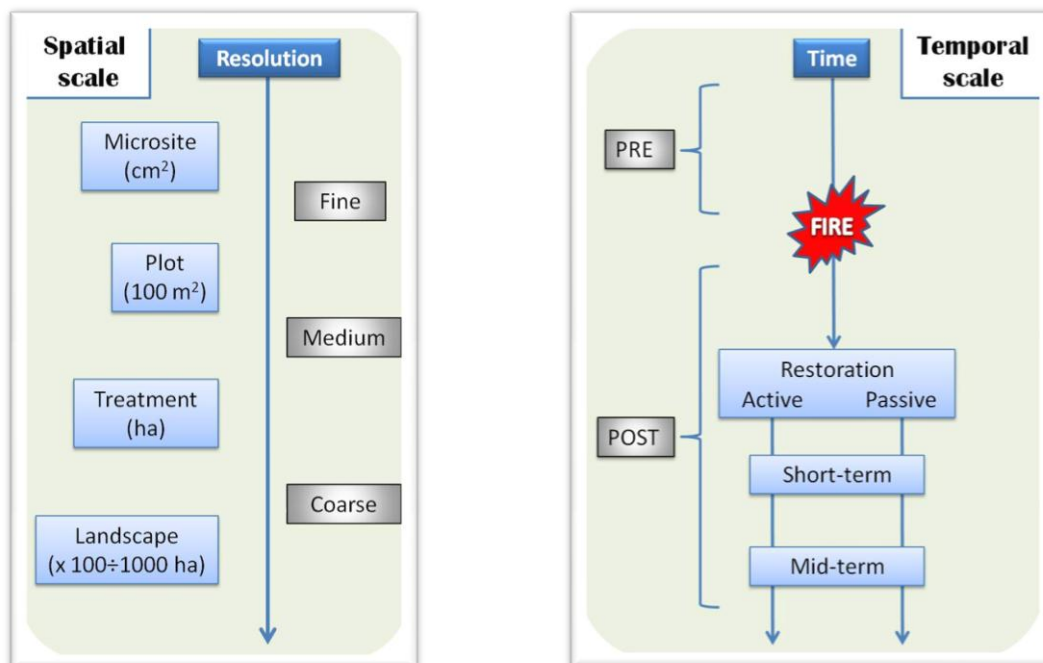 Spatial
scale
Resolution
Microsite
(cm²)
Fine
Plot
(100 m²)
Medium
Treatment
(ha)
Coarse
Landscape
(x 100÷1000 ha)
Time
Temporal
scale
PRE
FIRE
Restoration
Active Passive
POST
Short-term
Mid-term